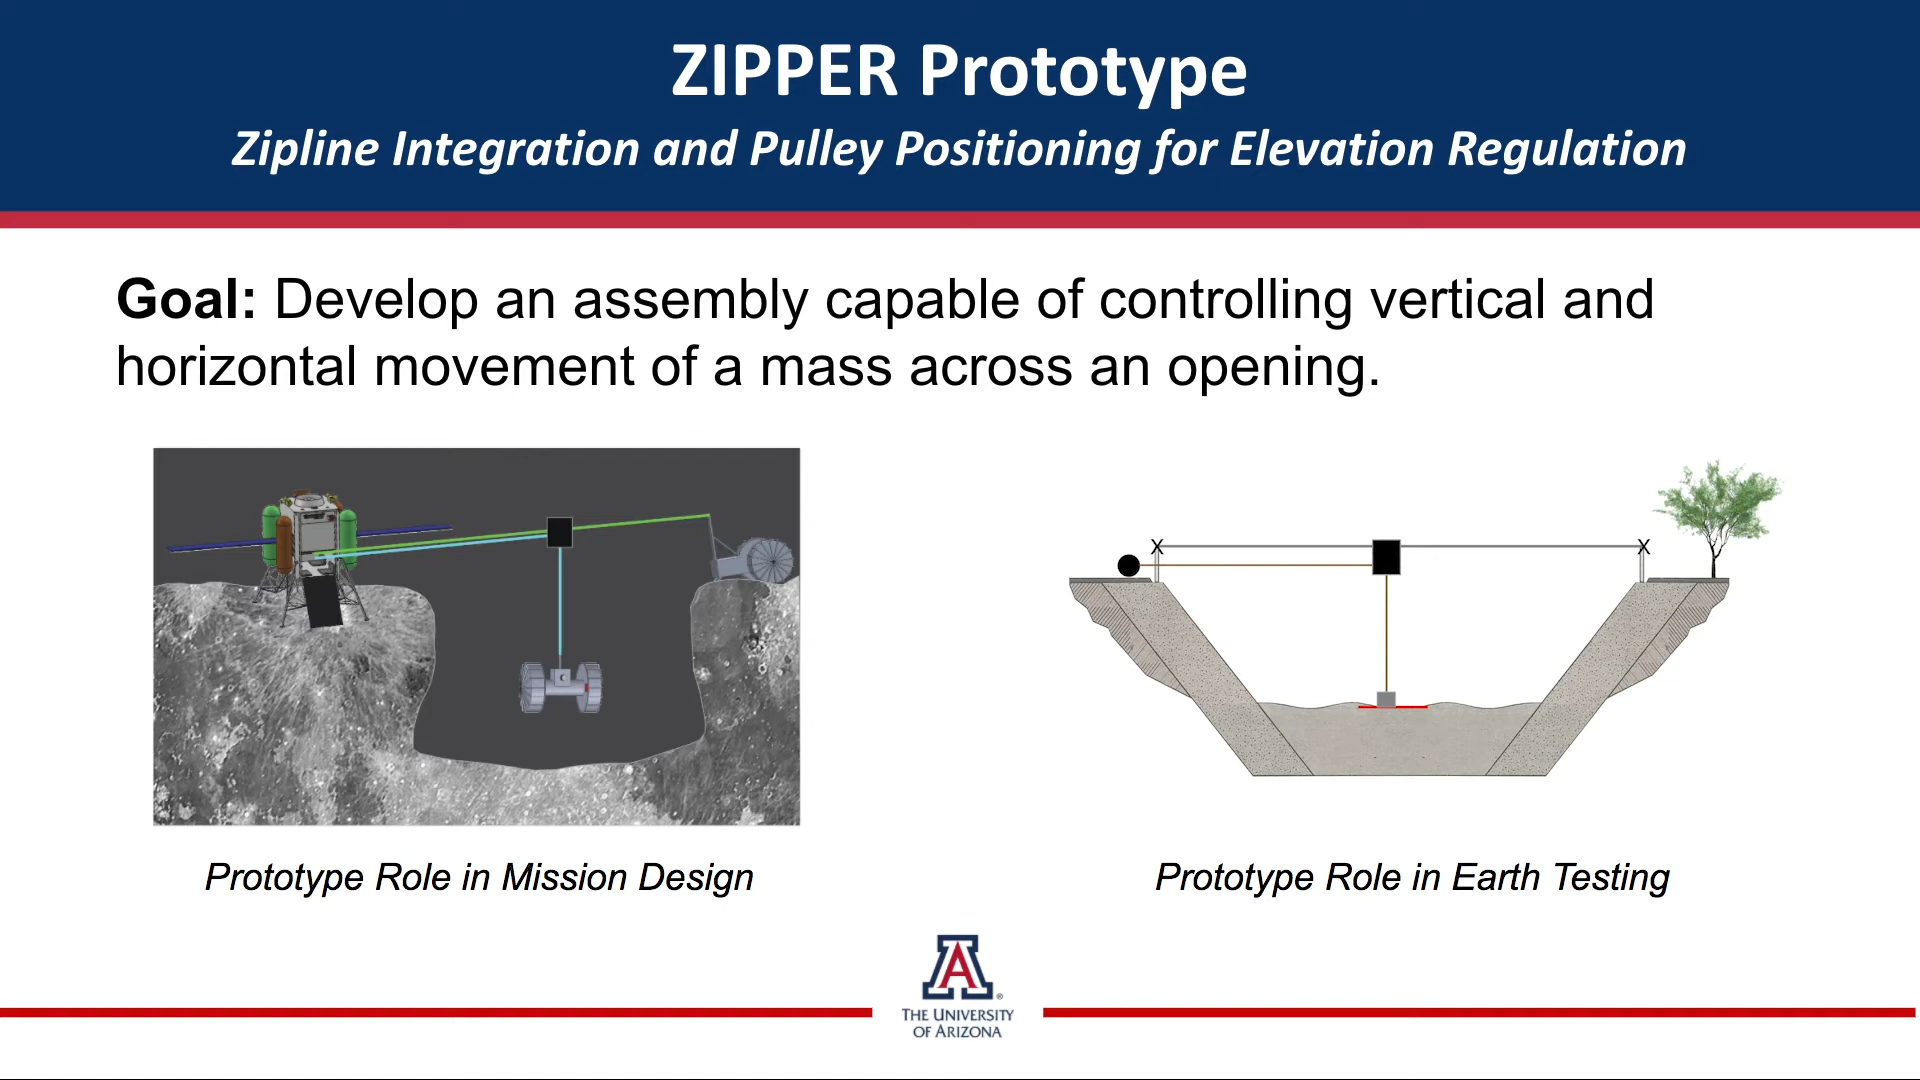 ZIPPER Prototype
Zipline Integration and Pulley Positioning for Elevation Regulation
Goal: Develop an assembly capable of controlling vertical and
horizontal movement of a mass across an opening.
X
X
Prototype Role in Mission Design
Prototype Role in Earth Testing
A
®
THE UNIVERSITY
OF ARIZONA